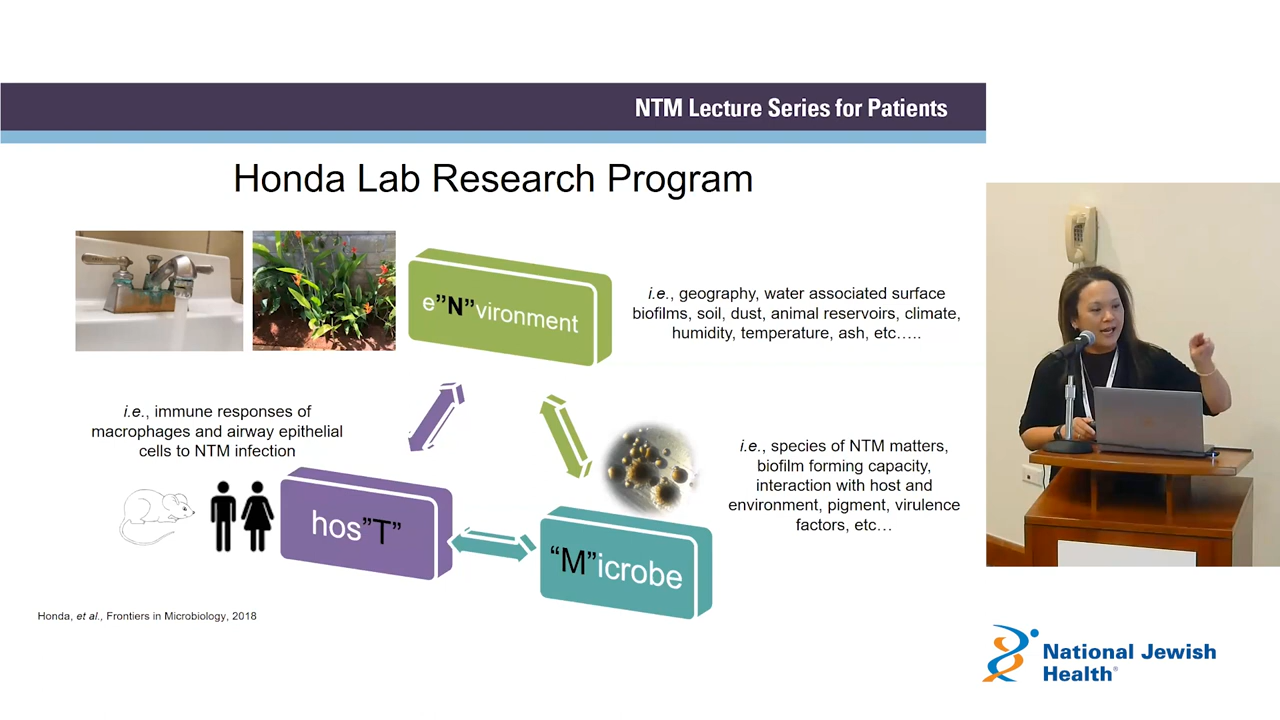 NTM Lecture Series for Patients
Honda Lab Research Program
e”N”vironment
i.e., geography, water associated surface
biofilms, soil, dust, animal reservoirs, climate,
humidity, temperature, ash, etc…..
i.e., immune responses of
macrophages and airway epithelial
cells to NTM infection
i.e., species of NTM matters,
biofilm forming capacity,
interaction with host and
environment, pigment, virulence
factors, etc…
hos”T”
“M”icrobe
Honda, et al., Frontiers in Microbiology, 2018
National Jewish
Health®